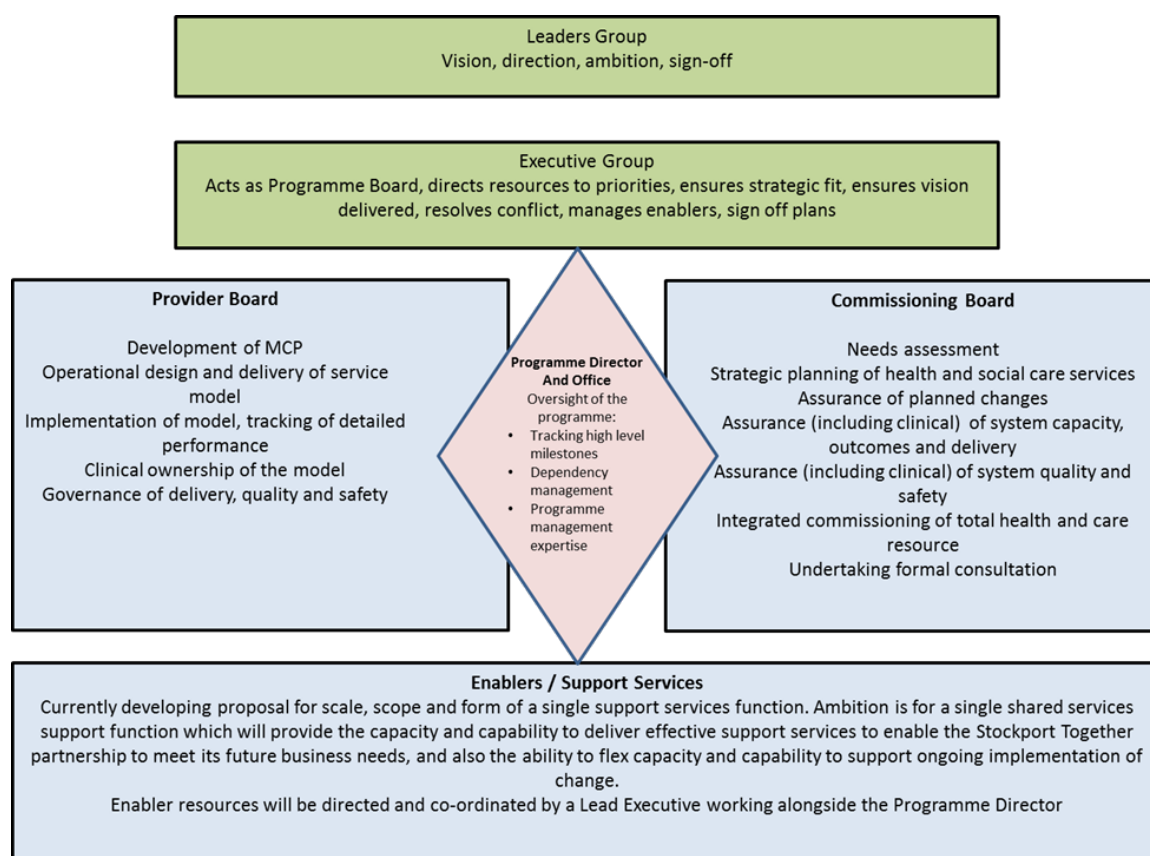 Leaders Group
Vision, direction, ambition, sign-off
Executive Group
Acts as Programme Board, directs resources to priorities, ensures strategic fit, ensures vision
delivered, resolves conflict, manages enablers, sign off plans
Provider Board
Development of MCP
Operational design and delivery of service
model
Implementation of model, tracking of detailed
performance
Clinical ownership of the model
Governance of delivery, quality and safety
Programme Director
And Office
Oversight of the
programme:
• Tracking high level
milestones
• Dependency
management
• Programme
management
expertise
Commissioning Board
Needs assessment
Strategic planning of health and social care services
Assurance of planned changes
Assurance (including clinical) of system capacity,
outcomes and delivery
Assurance (including clinical) of system quality and
safety
Integrated commissioning of total health and care
resource
Undertaking formal consultation
Enablers / Support Services
Currently developing proposal for scale, scope and form of a single support services function. Ambition is for a single shared services
support function which will provide the capacity and capability to deliver effective support services to enable the Stockport Together
partnership to meet its future business needs, and also the ability to flex capacity and capability to support ongoing implementation of
change.
Enabler resources will be directed and co-ordinated by a Lead Executive working alongside the Programme Director